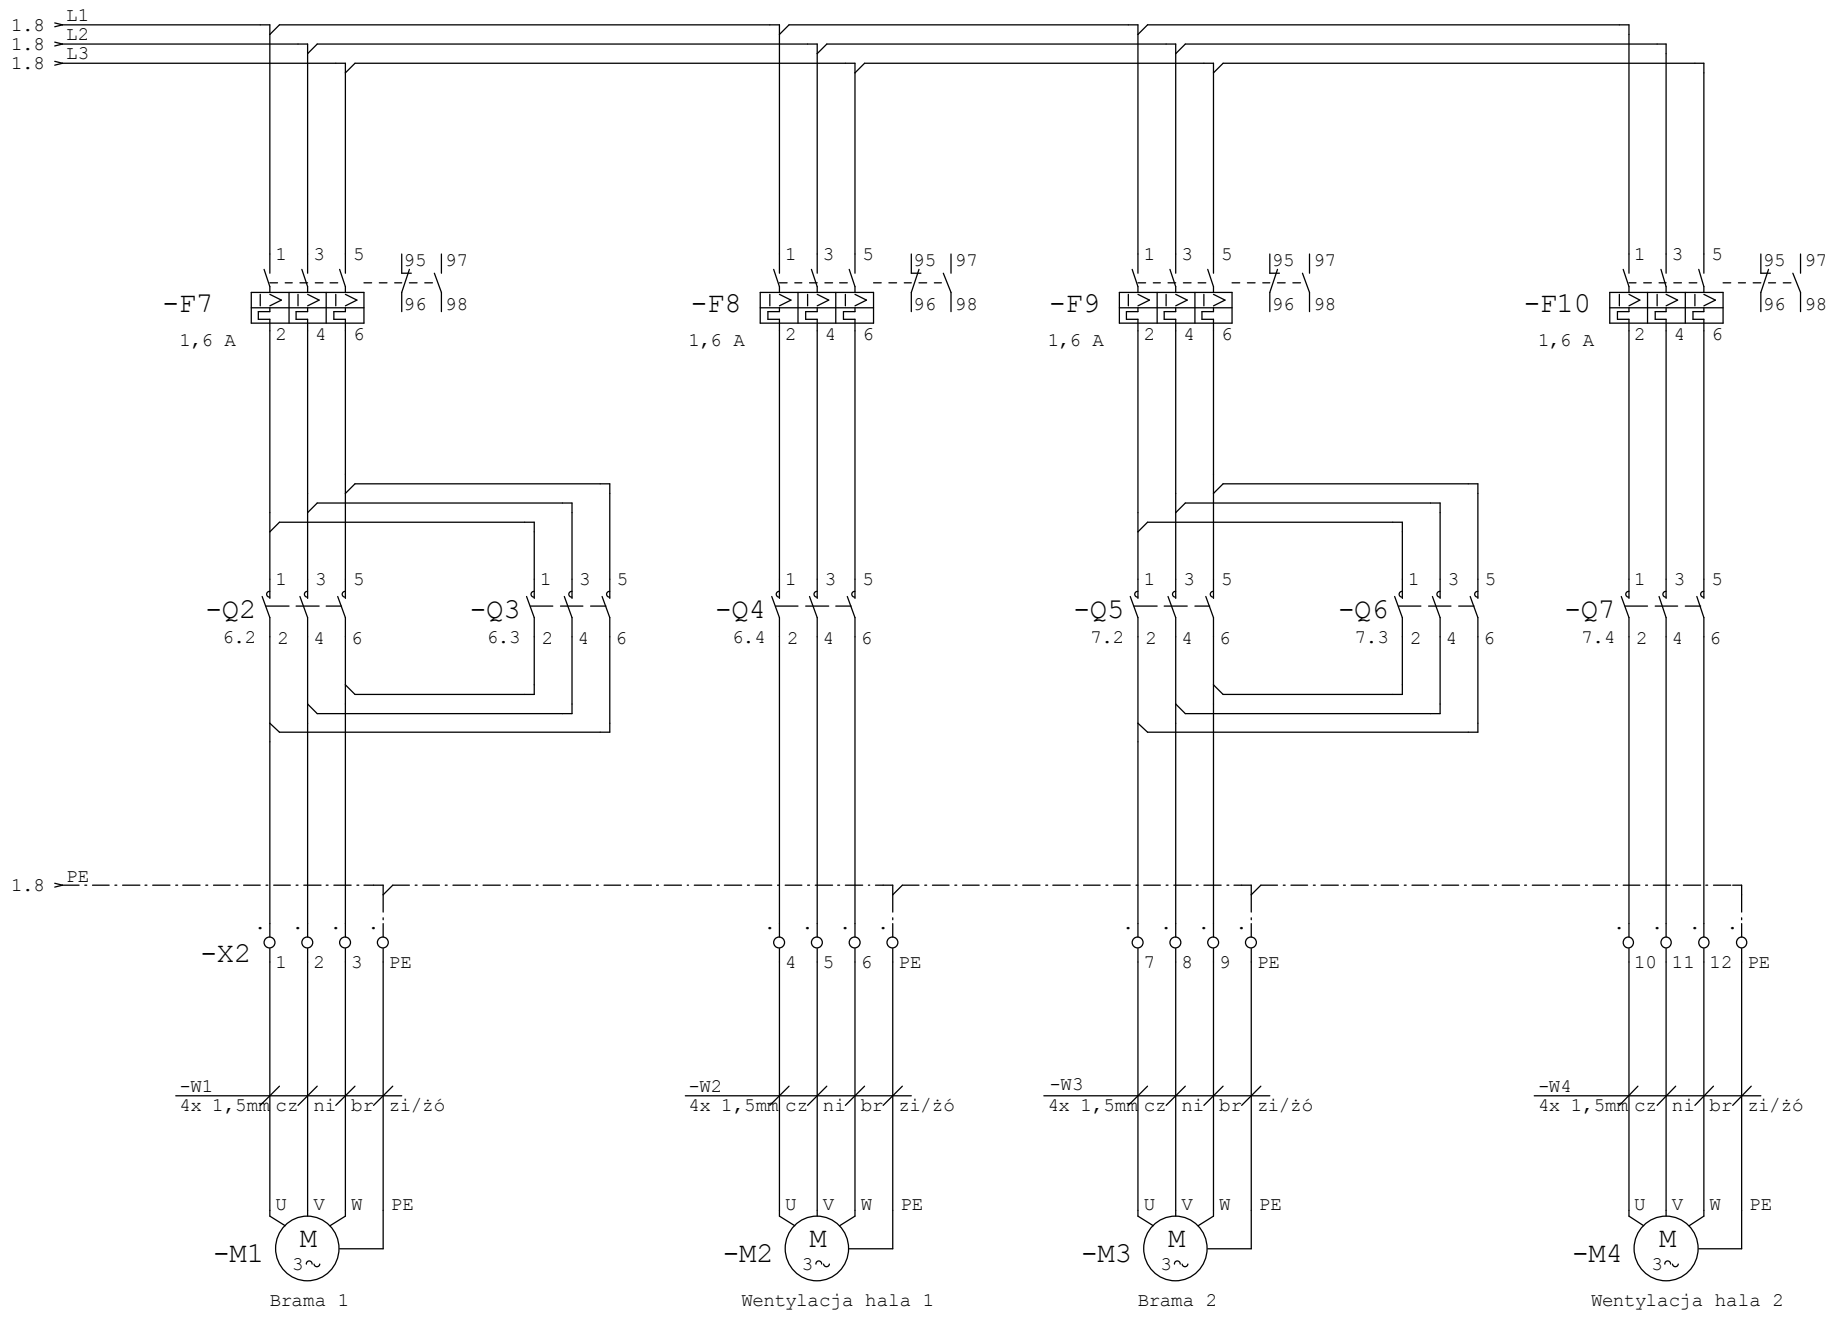 1.8 L1
1.8 L2
1.8 L3
1 3 5 95 97
-F7 96 98
1,6 A 2 4 6
1 3 5 95 97
-F8 96 98
1,6 A 2 4 6
1 3 5 95 97
-F9 96 98
1,6 A 2 4 6
1 3 5 95 97
-F10 96 98
1,6 A 2 4 6
1 3 5
-Q2
6.2 2 4 6
1 3 5
-Q3
6.3 2 4 6
1 3 5
-Q4
6.4 2 4 6
1 3 5
-Q5
7.2 2 4 6
1 3 5
-Q6
7.3 2 4 6
1 3 5
-Q7
7.4 2 4 6
1.8 PE
-X2 1 2 3 PE
4 5 6 PE
7 8 9 PE
10 11 12 PE
-W1
4x 1,5mm cz ni br zi/żó
-W2
4x 1,5mm cz ni br zi/żó
-W3
4x 1,5mm cz ni br zi/żó
-W4
4x 1,5mm cz ni br zi/żó
U V W PE
-M1 M
3~
Brama 1
U V W PE
-M2 M
3~
Wentylacja hala 1
U V W PE
-M3 M
3~
Brama 2
U V W PE
-M4 M
3~
Wentylacja hala 2